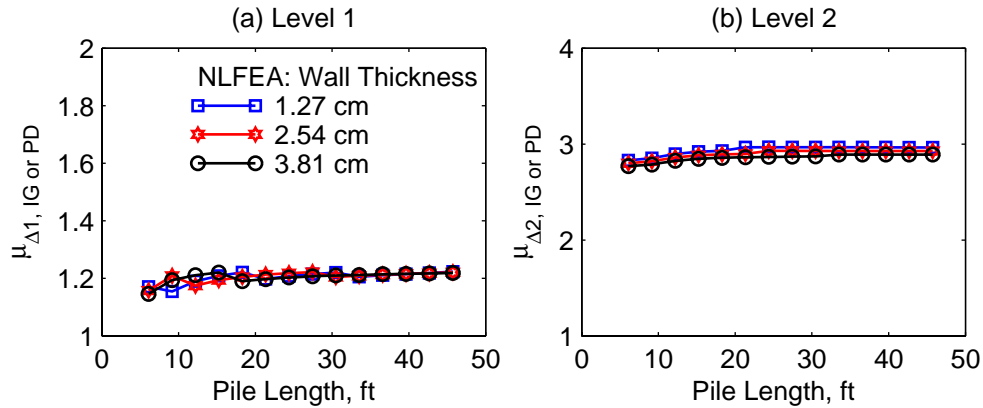 (a) Level 1
2
1.8
1.6
1.4
1.2
1
μΔ1, IG or PD
NLFEA: Wall Thickness
1.27 cm
2.54 cm
3.81 cm
0 10 20 30 40 50
Pile Length, ft
(b) Level 2
4
3
2
1
μΔ2, IG or PD
0 10 20 30 40 50
Pile Length, ft